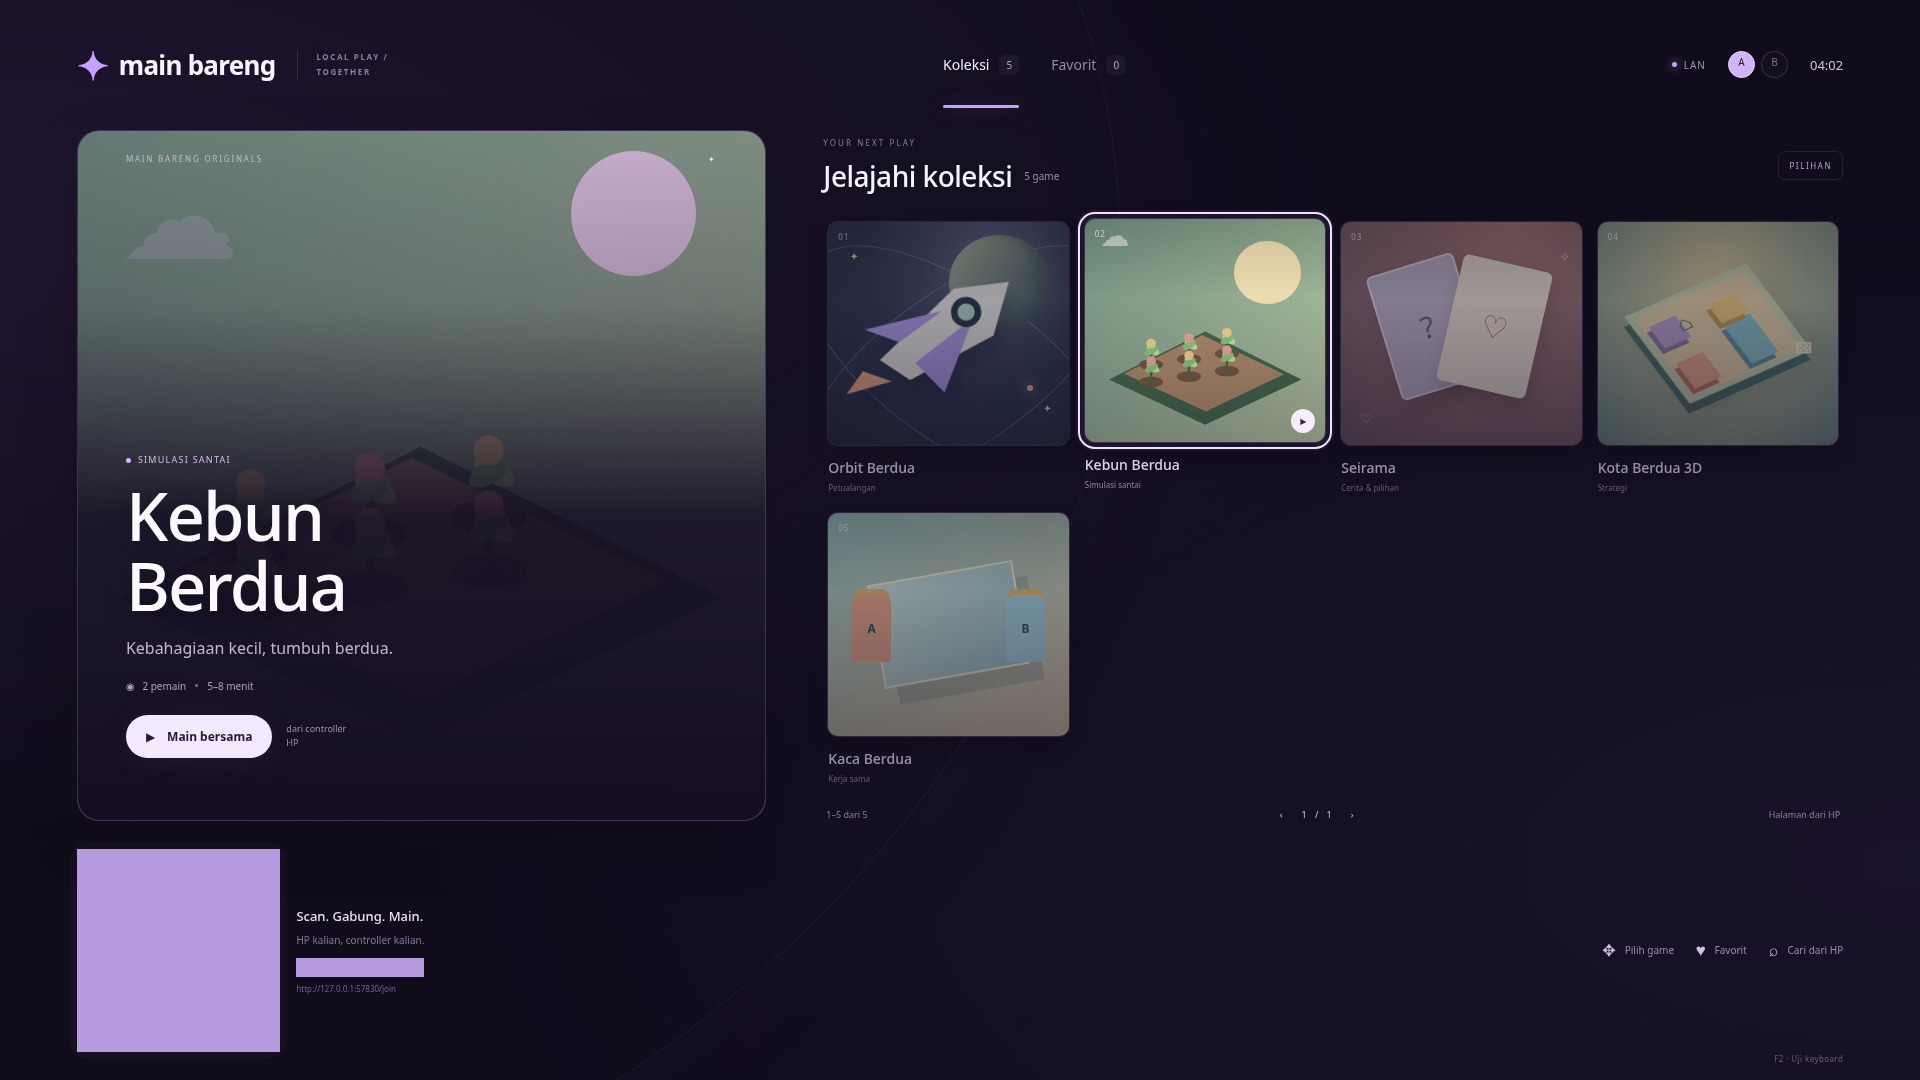 main bareng
LOCAL PLAY /
TOGETHER
Koleksi 5 Favorit 0
LAN A B 04:02
MAIN BARENG ORIGINALS
SIMULASI SANTAI
Kebun
Berdua
Kebahagiaan kecil, tumbuh berdua.
2 pemain • 5–8 menit
Main bersama
dari controller
HP
YOUR NEXT PLAY
Jelajahi koleksi 5 game
PILIHAN
01
Orbit Berdua
Petualangan
02
Kebun Berdua
Simulasi santai
03
?
Seirama
Cerita & pilihan
04
Kota Berdua 3D
Strategi
05
A B
Kaca Berdua
Kerja sama
1–5 dari 5
‹ 1 / 1 ›
Halaman dari HP
Scan. Gabung. Main.
HP kalian, controller kalian.
http://127.0.0.1:57830/join
Pilih game Favorit Cari dari HP
F2 · Uji keyboard